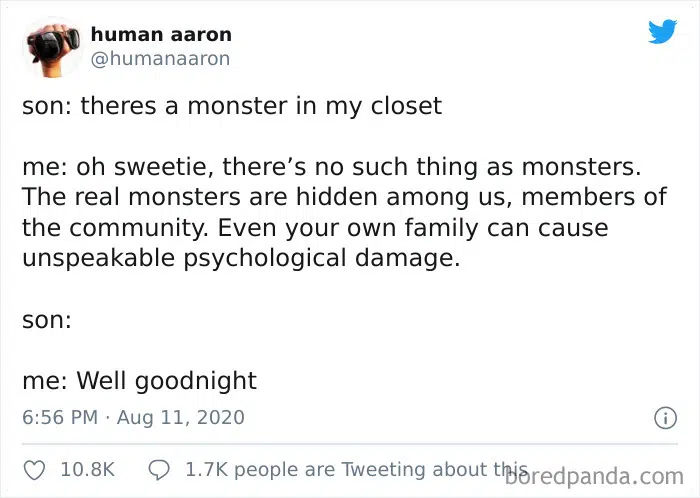 human aaron
@humanaaron
son: theres a monster in my closet
me: oh sweetie, there’s no such thing as monsters.
The real monsters are hidden among us, members of
the community. Even your own family can cause
unspeakable psychological damage.
son:
me: Well goodnight
6:56 PM · Aug 11, 2020
10.8K 1.7K people are Tweeting about this
boredpanda.com